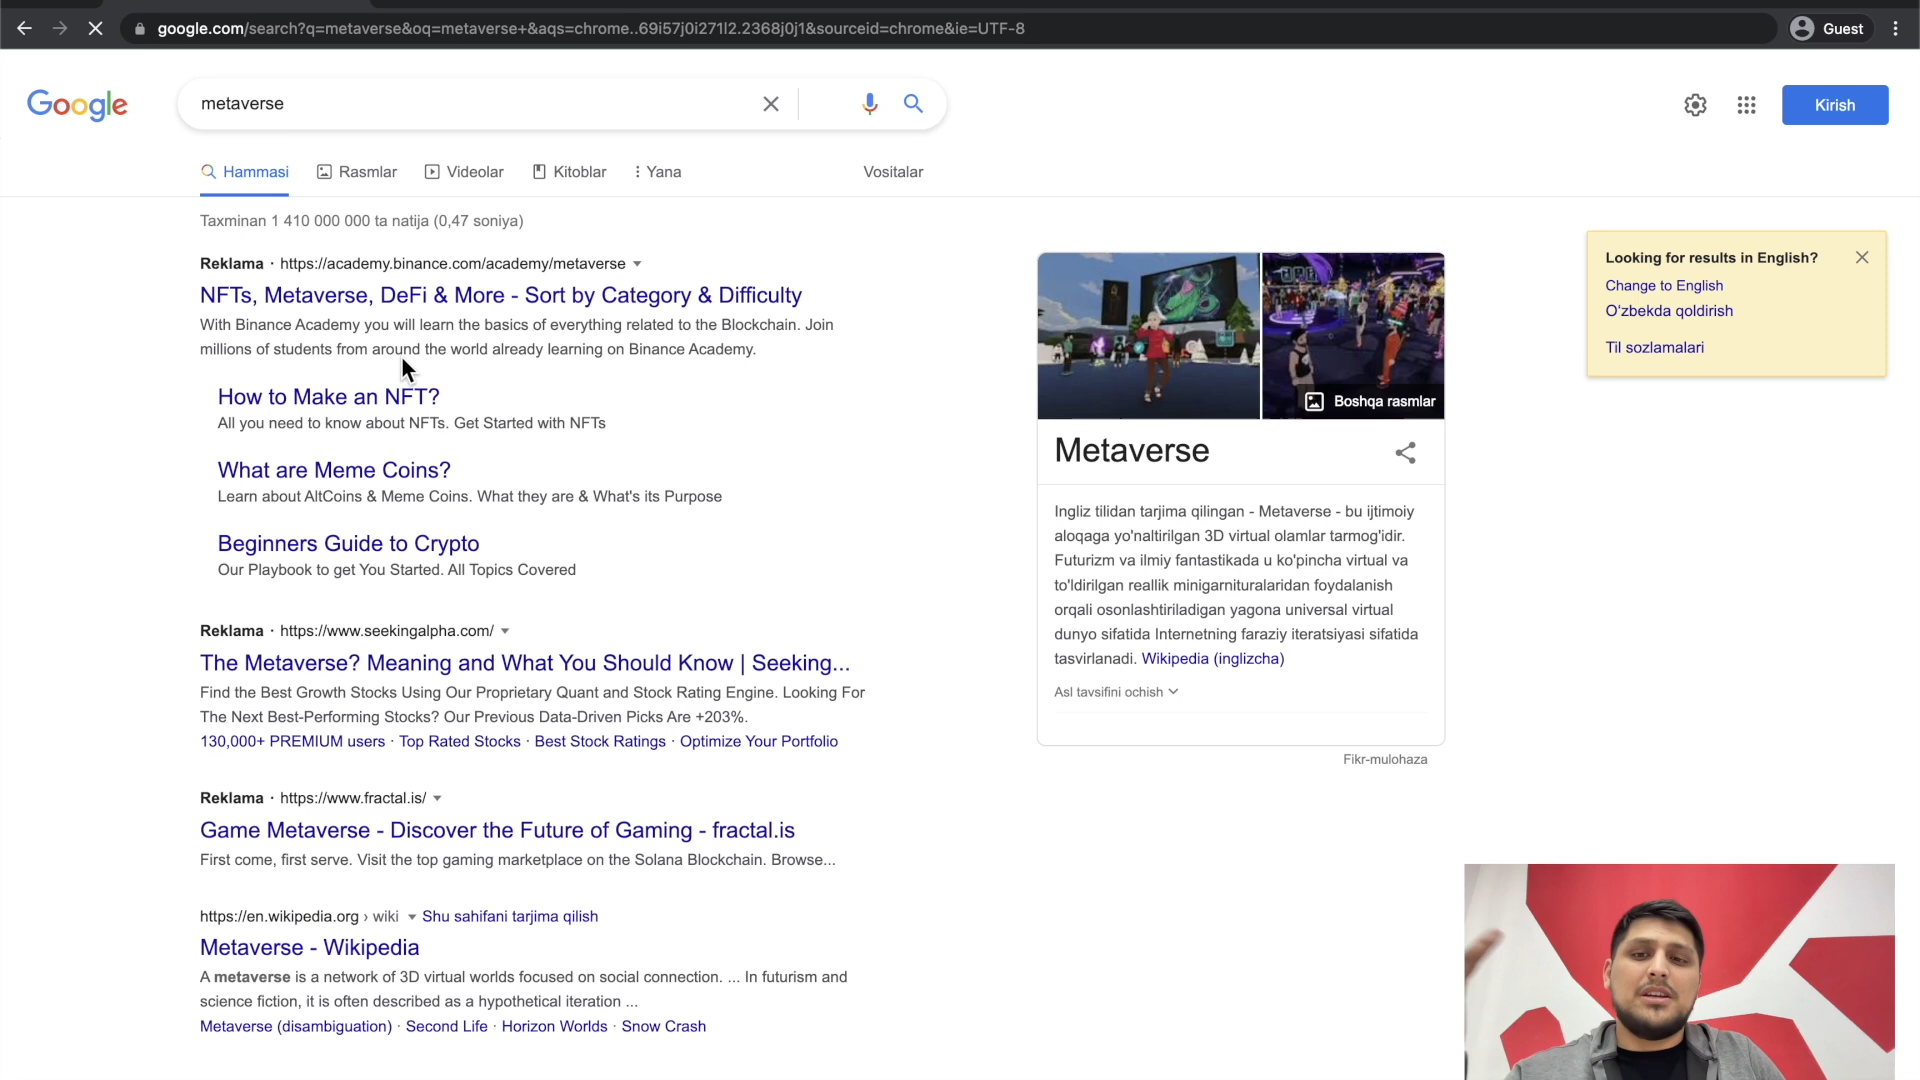 google.com/search?q=metaverse&oq=metaverse+&aqs=chrome..69i57j0i271l2.2368j0j1&sourceid=chrome&ie=UTF-8
Guest
Google
metaverse
Kirish
Hammasi
Rasmlar
Videolar
Kitoblar
Yana
Vositalar
Taxminan 1 410 000 000 ta natija (0,47 soniya)
Reklama · https://academy.binance.com/academy/metaverse
NFTs, Metaverse, DeFi & More - Sort by Category & Difficulty
With Binance Academy you will learn the basics of everything related to the Blockchain. Join
millions of students from around the world already learning on Binance Academy.
How to Make an NFT?
All you need to know about NFTs. Get Started with NFTs
What are Meme Coins?
Learn about AltCoins & Meme Coins. What they are & What's its Purpose
Beginners Guide to Crypto
Our Playbook to get You Started. All Topics Covered
Reklama · https://www.seekingalpha.com/
The Metaverse? Meaning and What You Should Know | Seeking...
Find the Best Growth Stocks Using Our Proprietary Quant and Stock Rating Engine. Looking For
The Next Best-Performing Stocks? Our Previous Data-Driven Picks Are +203%.
130,000+ PREMIUM users · Top Rated Stocks · Best Stock Ratings · Optimize Your Portfolio
Reklama · https://www.fractal.is/
Game Metaverse - Discover the Future of Gaming - fractal.is
First come, first serve. Visit the top gaming marketplace on the Solana Blockchain. Browse...
https://en.wikipedia.org › wiki Shu sahifani tarjima qilish
Metaverse - Wikipedia
A metaverse is a network of 3D virtual worlds focused on social connection. ... In futurism and
science fiction, it is often described as a hypothetical iteration ...
Metaverse (disambiguation) · Second Life · Horizon Worlds · Snow Crash
Boshqa rasmlar
Metaverse
Ingliz tilidan tarjima qilingan - Metaverse - bu ijtimoiy
aloqaga yo'naltirilgan 3D virtual olamlar tarmog'idir.
Futurizm va ilmiy fantastikada u ko'pincha virtual va
to'ldirilgan reallik minigarnituralaridan foydalanish
orqali osonlashtiriladigan yagona universal virtual
dunyo sifatida Internetning faraziy iteratsiyasi sifatida
tasvirlanadi. Wikipedia (inglizcha)
Asl tavsifini ochish
Fikr-mulohaza
Looking for results in English?
Change to English
Oʻzbekda qoldirish
Til sozlamalari